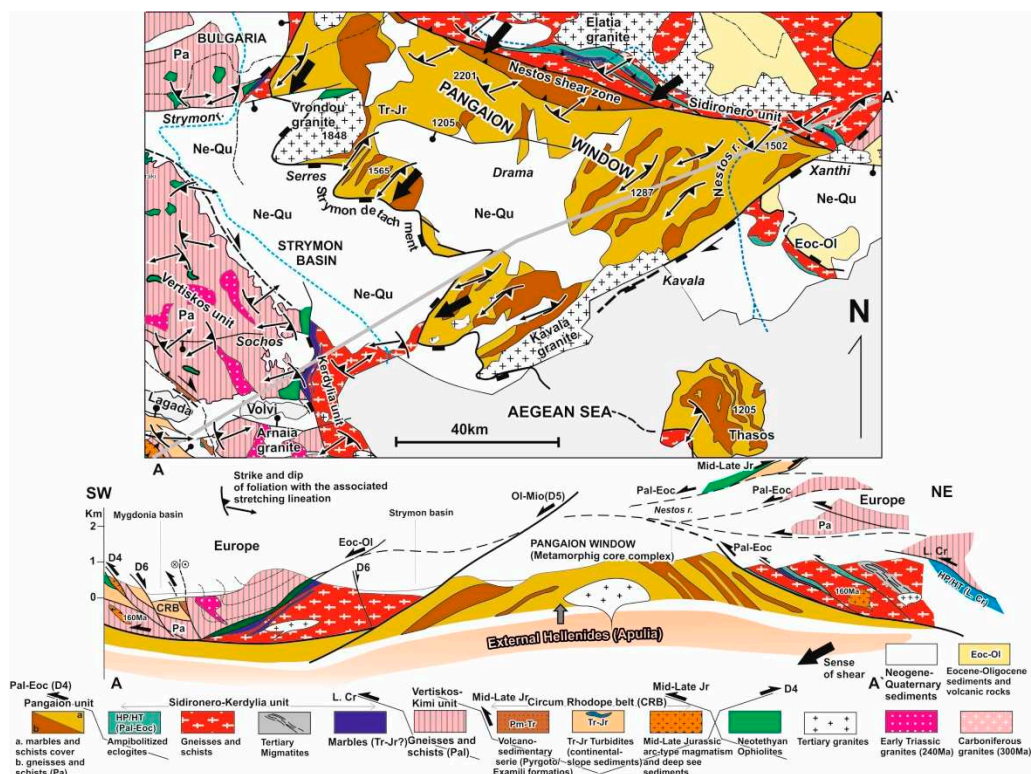 BULGARIA
Pa
Elatia
granite
Nestos shear zone
Sidironero unit
A`
2201
PANGAION
WINDOW
Strymon
Vrondou
granite
1848
Tr-Jr
1205
1502
Ne-Qu
Serres
1565
Drama
Nestos r.
Xanthi
Ne-Qu
Strymon detachment
1287
Ne-Qu
Eoc-Ol
STRYMON
BASIN
Ne-Qu
Kavala
Vertiskos unit
Pa
Sochos
Kerdylia unit
Kavala
granite
N
Lagada
Volvi
Arnaia
granite
AEGEAN SEA
40km
1205
Thasos
A
SW
Strike and dip
of foliation with the associated
stretching lineation
Mid-Late Jr
NE
Km
2
1
0
Mygdonia basin
Strymon basin
Ol-Mio(D5)
Pal-Eoc
Pal-Eoc
Nestos r.
Europe
Pa
D4
D6
Europe
Eoc-Ol
D6
PANGAION WINDOW
(Metamorphig core complex)
Pal-Eoc
L. Cr
HP/HT (L. Cr)
160Ma
CRB
Pa
160Ma
External Hellenides (Apulia)
Sense
of shear
Neogene-
Quaternary
sediments
Eoc-Ol
Eocene-Oligocene
sediments and
volcanic rocks
Pal-Eoc (D4)
A
A`
Pangaion unit
Sidironero-Kerdylia unit
L. Cr
Vertiskos-
Kimi unit
Mid-Late Jr
Circum Rhodope belt (CRB)
Mid-Late Jr
D4
a
b
HP/HT
(Pal-Eoc)
Pm-Tr
Tr-Jr
a. marbles and
schists cover
b. gneisses and
schists (Pa)
Ampibolitized
eclogites
Gneisses and
schists
Tertiary
Migmatites
Marbles (Tr-Jr?)
Gneisses and
schists (Pal)
Volcano-
sedimentary
serie (Pyrgoto/
Examili formatios)
Tr-Jr Turbidites
(continental-
slope sediments)
Mid-Late Jurassic
arc-type magmatism
and deep see
sediments
Neotethyan
Ophiolites
Tertiary granites
Early Triassic
granites (240Ma)
Carboniferous
granites (300Ma)